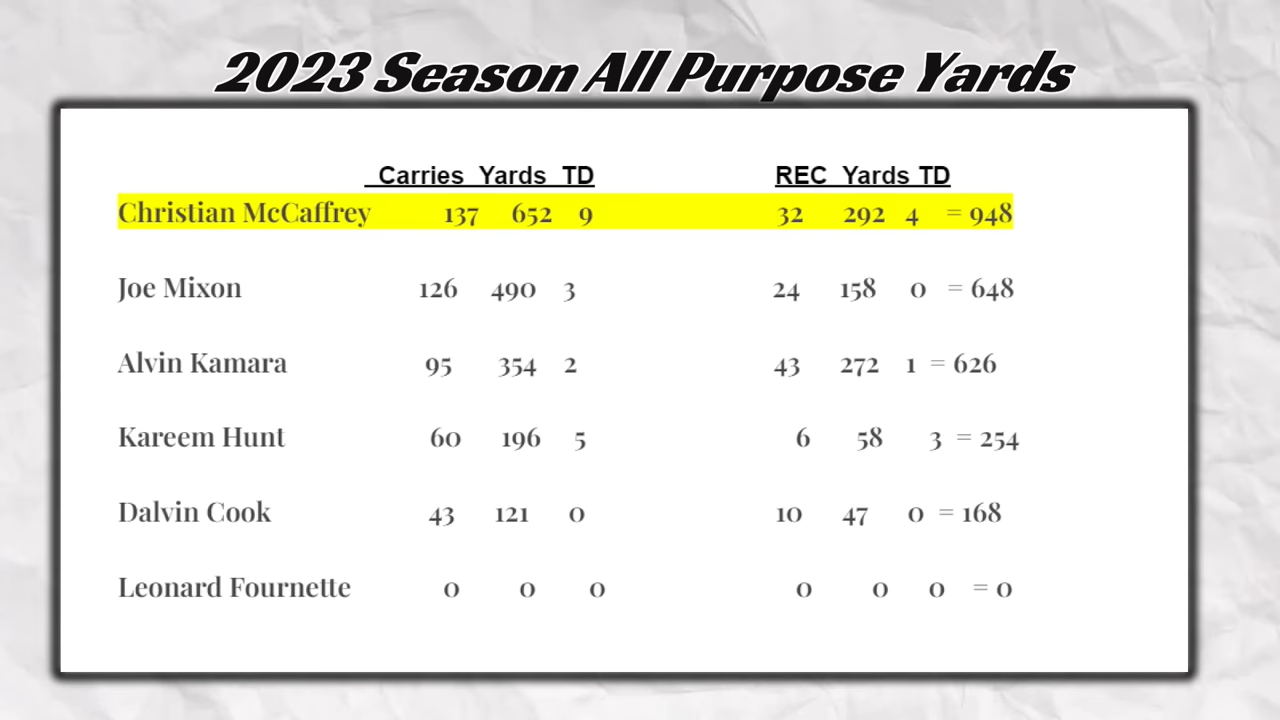 2023 Season All Purpose Yards
Carries Yards TD REC Yards TD
Christian McCaffrey 137 652 9 32 292 4 = 948
Joe Mixon 126 490 3 24 158 0 = 648
Alvin Kamara 95 354 2 43 272 1 = 626
Kareem Hunt 60 196 5 6 58 3 = 254
Dalvin Cook 43 121 0 10 47 0 = 168
Leonard Fournette 0 0 0 0 0 0 = 0